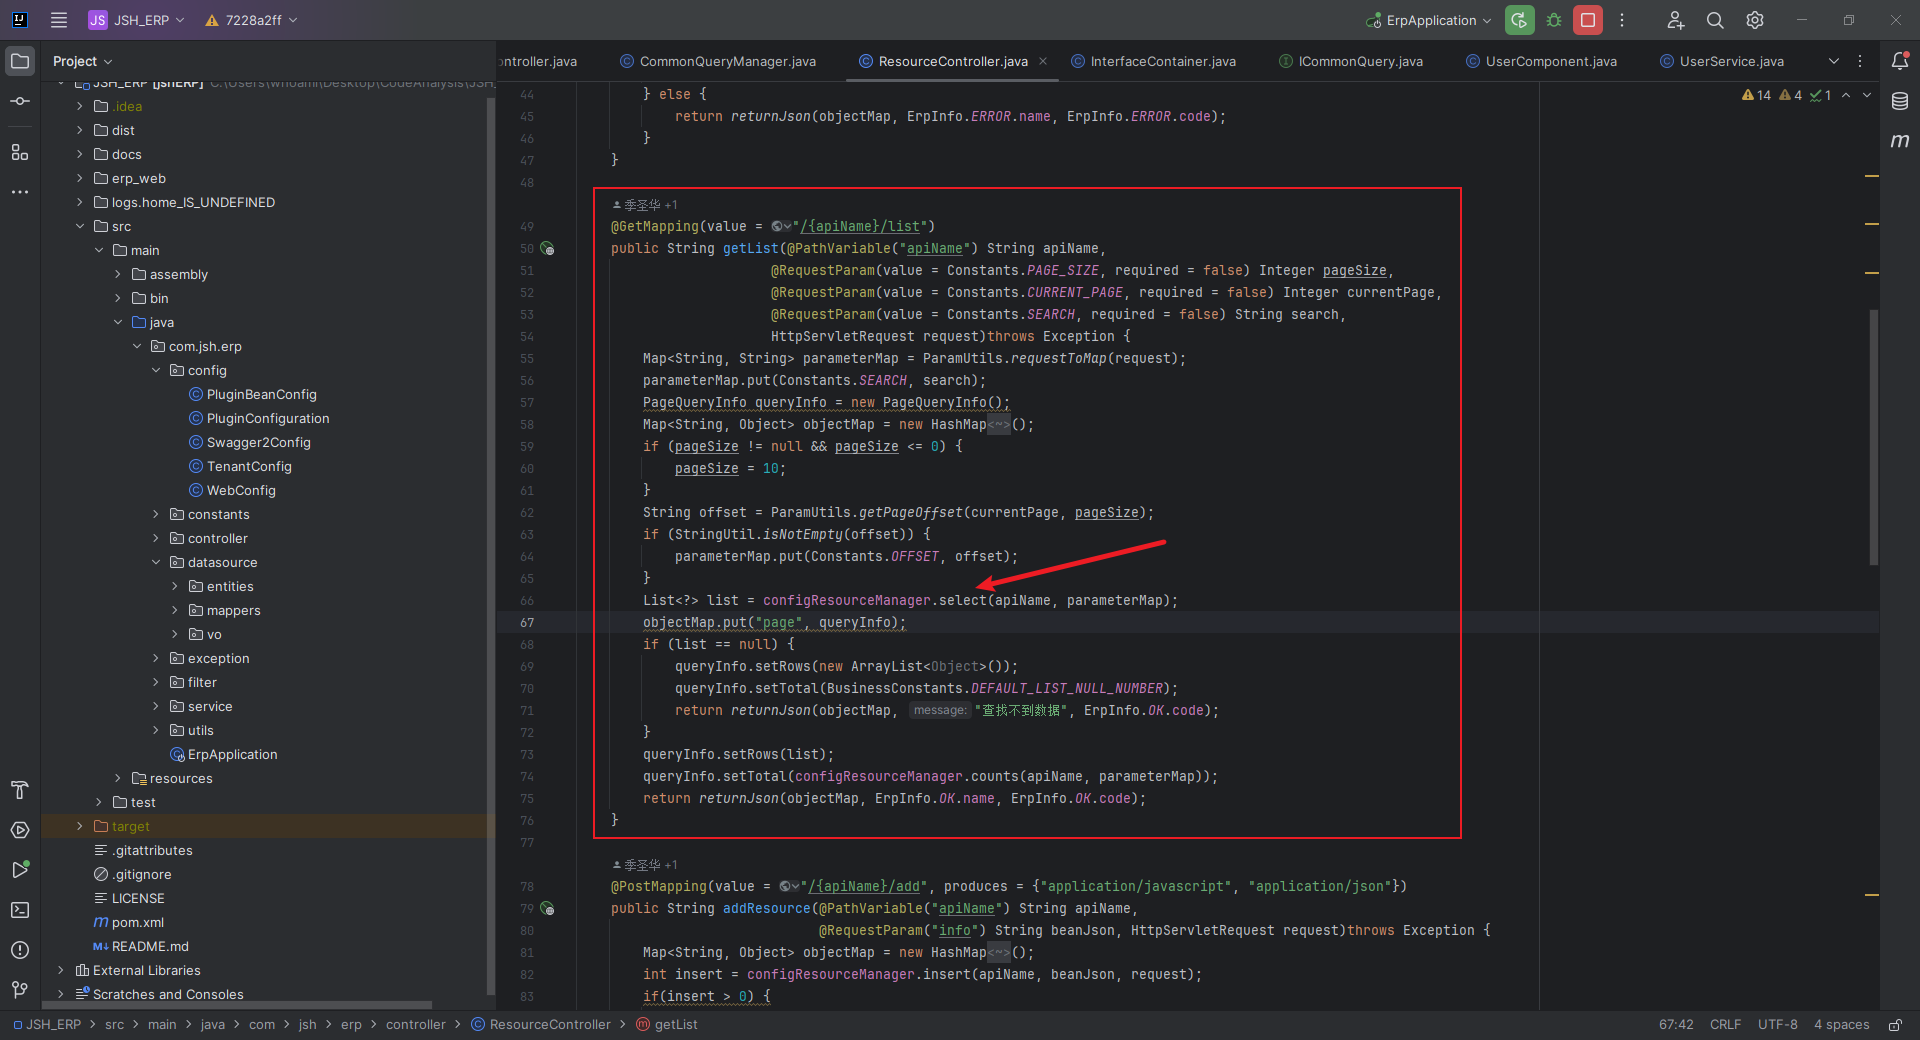 JS JSH_ERP 7228a2ff ErpApplication
Project
ontroller.java CommonQueryManager.java ResourceController.java InterfaceContainer.java ICommonQuery.java UserComponent.java UserService.java
JSH_ERP [jshERP] C:\Users\whoami\Desktop\CodeAnalysis\JSH_
.idea
dist
docs
erp_web
logs.home_IS_UNDEFINED
src
main
assembly
bin
java
com.jsh.erp
config
PluginBeanConfig
PluginConfiguration
Swagger2Config
TenantConfig
WebConfig
constants
controller
datasource
entities
mappers
vo
exception
filter
service
utils
ErpApplication
resources
test
target
.gitattributes
.gitignore
LICENSE
pom.xml
README.md
External Libraries
Scratches and Consoles
14 4 1
44 } else {
45 return returnJson(objectMap, ErpInfo.ERROR.name, ErpInfo.ERROR.code);
46 }
47 }
48
季圣华 +1
49 @GetMapping(value = "/{apiName}/list")
50 public String getList(@PathVariable("apiName") String apiName,
51 @RequestParam(value = Constants.PAGE_SIZE, required = false) Integer pageSize,
52 @RequestParam(value = Constants.CURRENT_PAGE, required = false) Integer currentPage,
53 @RequestParam(value = Constants.SEARCH, required = false) String search,
54 HttpServletRequest request)throws Exception {
55 Map<String, String> parameterMap = ParamUtils.requestToMap(request);
56 parameterMap.put(Constants.SEARCH, search);
57 PageQueryInfo queryInfo = new PageQueryInfo();
58 Map<String, Object> objectMap = new HashMap<~>();
59 if (pageSize != null && pageSize <= 0) {
60 pageSize = 10;
61 }
62 String offset = ParamUtils.getPageOffset(currentPage, pageSize);
63 if (StringUtil.isNotEmpty(offset)) {
64 parameterMap.put(Constants.OFFSET, offset);
65 }
66 List<?> list = configResourceManager.select(apiName, parameterMap);
67 objectMap.put("page", queryInfo);
68 if (list == null) {
69 queryInfo.setRows(new ArrayList<Object>());
70 queryInfo.setTotal(BusinessConstants.DEFAULT_LIST_NULL_NUMBER);
71 return returnJson(objectMap, message: "查找不到数据", ErpInfo.OK.code);
72 }
73 queryInfo.setRows(list);
74 queryInfo.setTotal(configResourceManager.counts(apiName, parameterMap));
75 return returnJson(objectMap, ErpInfo.OK.name, ErpInfo.OK.code);
76 }
77
季圣华 +1
78 @PostMapping(value = "/{apiName}/add", produces = {"application/javascript", "application/json"})
79 public String addResource(@PathVariable("apiName") String apiName,
80 @RequestParam("info") String beanJson, HttpServletRequest request)throws Exception {
81 Map<String, Object> objectMap = new HashMap<~>();
82 int insert = configResourceManager.insert(apiName, beanJson, request);
83 if(insert > 0) {
JSH_ERP > src > main > java > com > jsh > erp > controller > ResourceController > getList 67:42 CRLF UTF-8 4 spaces